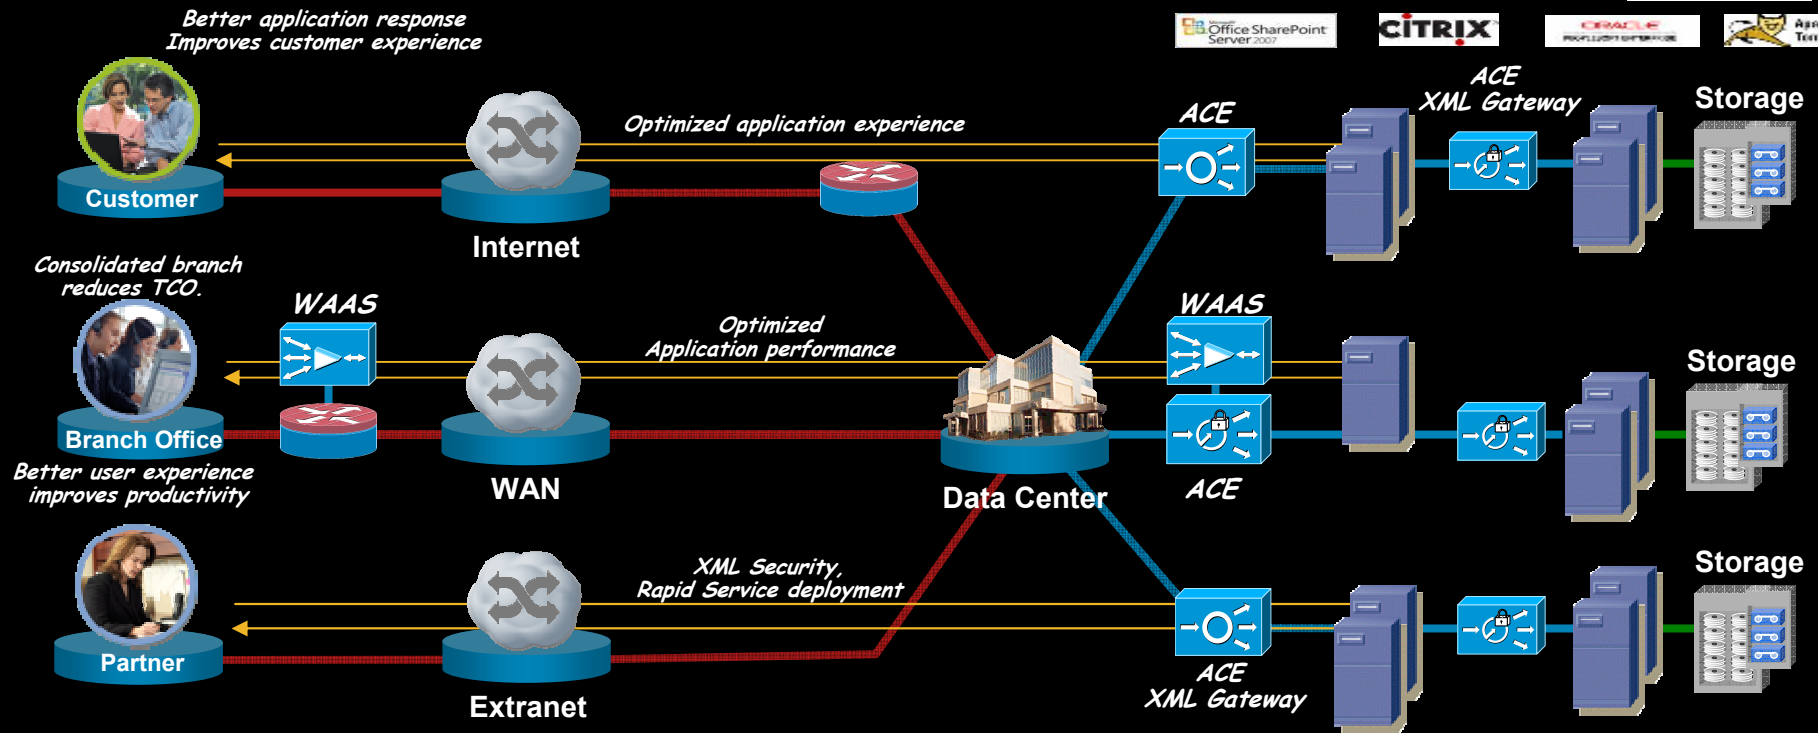 Better application response
Improves customer experience
Microsoft
Office SharePoint
Server 2007
CITRIX
ORACLE
ACE
XML Gateway
Storage
ACE
Optimized application experience
Customer
Internet
Consolidated branch
reduces TCO.
WAAS
WAAS
Optimized
Application performance
Storage
Branch Office
Better user experience
improves productivity
WAN
Data Center
ACE
XML Security,
Rapid Service deployment
Storage
Partner
Extranet
ACE
XML Gateway